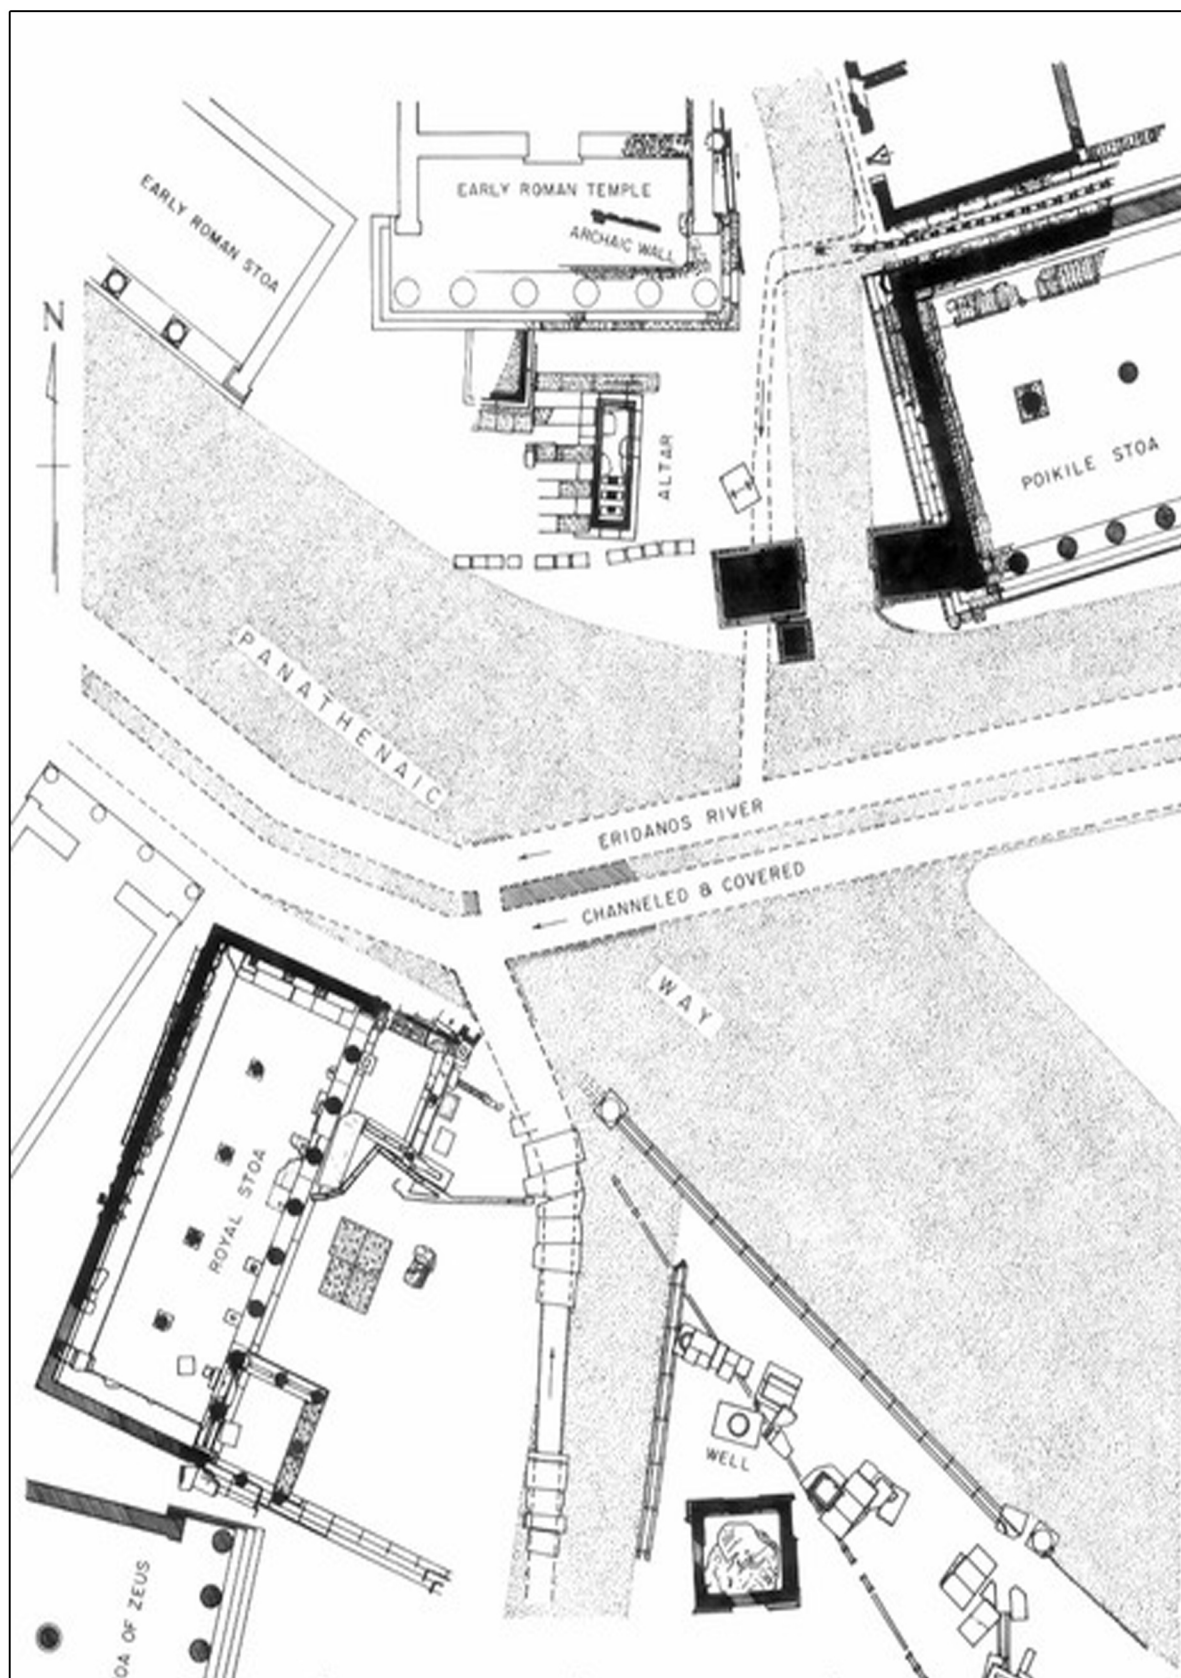 EARLY ROMAN STOA
EARLY ROMAN TEMPLE
ARCHAIC WALL
N
ALTAR
POIKILE STOA
PANATHENAIC
ERIDANOS RIVER
CHANNELED & COVERED
WAY
ROYAL STOA
WELL
OA OF ZEUS